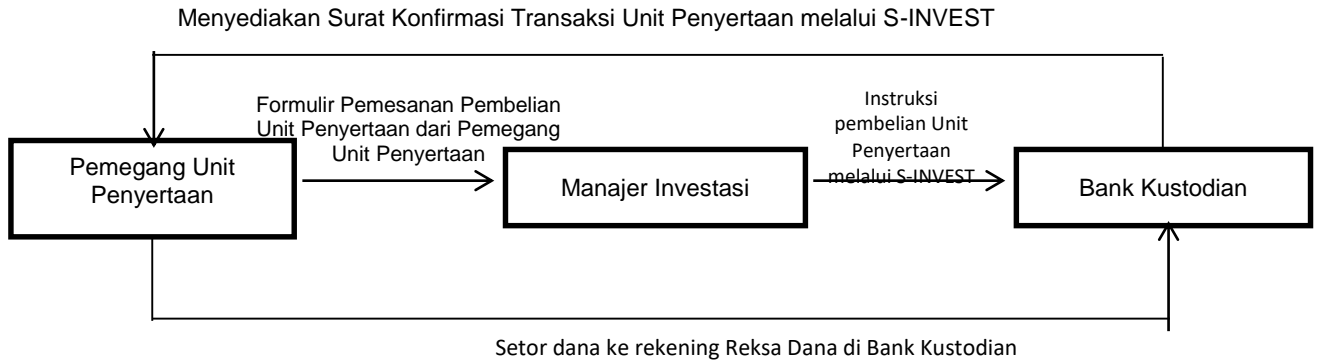 Menyediakan Surat Konfirmasi Transaksi Unit Penyertaan melalui S-INVEST
Formulir Pemesanan Pembelian
Unit Penyertaan dari Pemegang
Unit Penyertaan
Instruksi
pembelian Unit
Penyertaan
melalui S-INVEST
Pemegang Unit
Penyertaan
Manajer Investasi
Bank Kustodian
Setor dana ke rekening Reksa Dana di Bank Kustodian